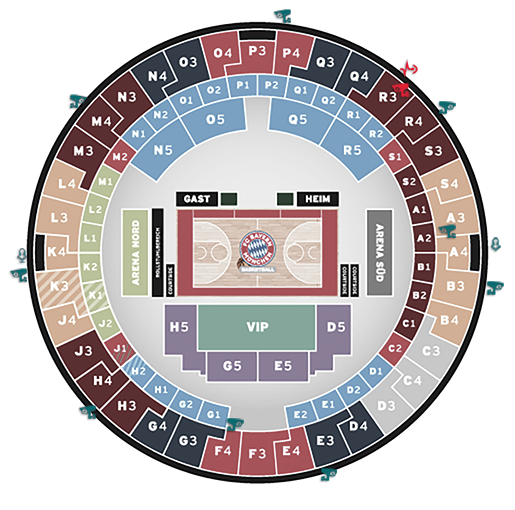 O4 P3 P4
O3 Q3
N4 Q4
N3 O2 P1 P2 Q1 R3
N2 O1 Q2
M4 O5 Q5 R1 R4
N1 R2
M3 N5 R5 S3
M2 S1
L4 M1 S2 S4
GAST HEIM
L3 L2 A1 A3
L1 A2
K4 A4
ARENA NORD ROLLSTUHLBEREICH COURTSIDE FC BAYERN MÜNCHEN BASKETBALL COURTSIDE COURTSIDE ARENA SÜD
K2 B1
K3 K1 B2 B3
J4 J2 C1 B4
H5 VIP D5
J3 J1 C2 C3
G5 E5
H4 H2 D1 C4
H1 D2
H3 G2 E1 D3
G1 E2
G4 D4
G3 E3
F4 F3 E4